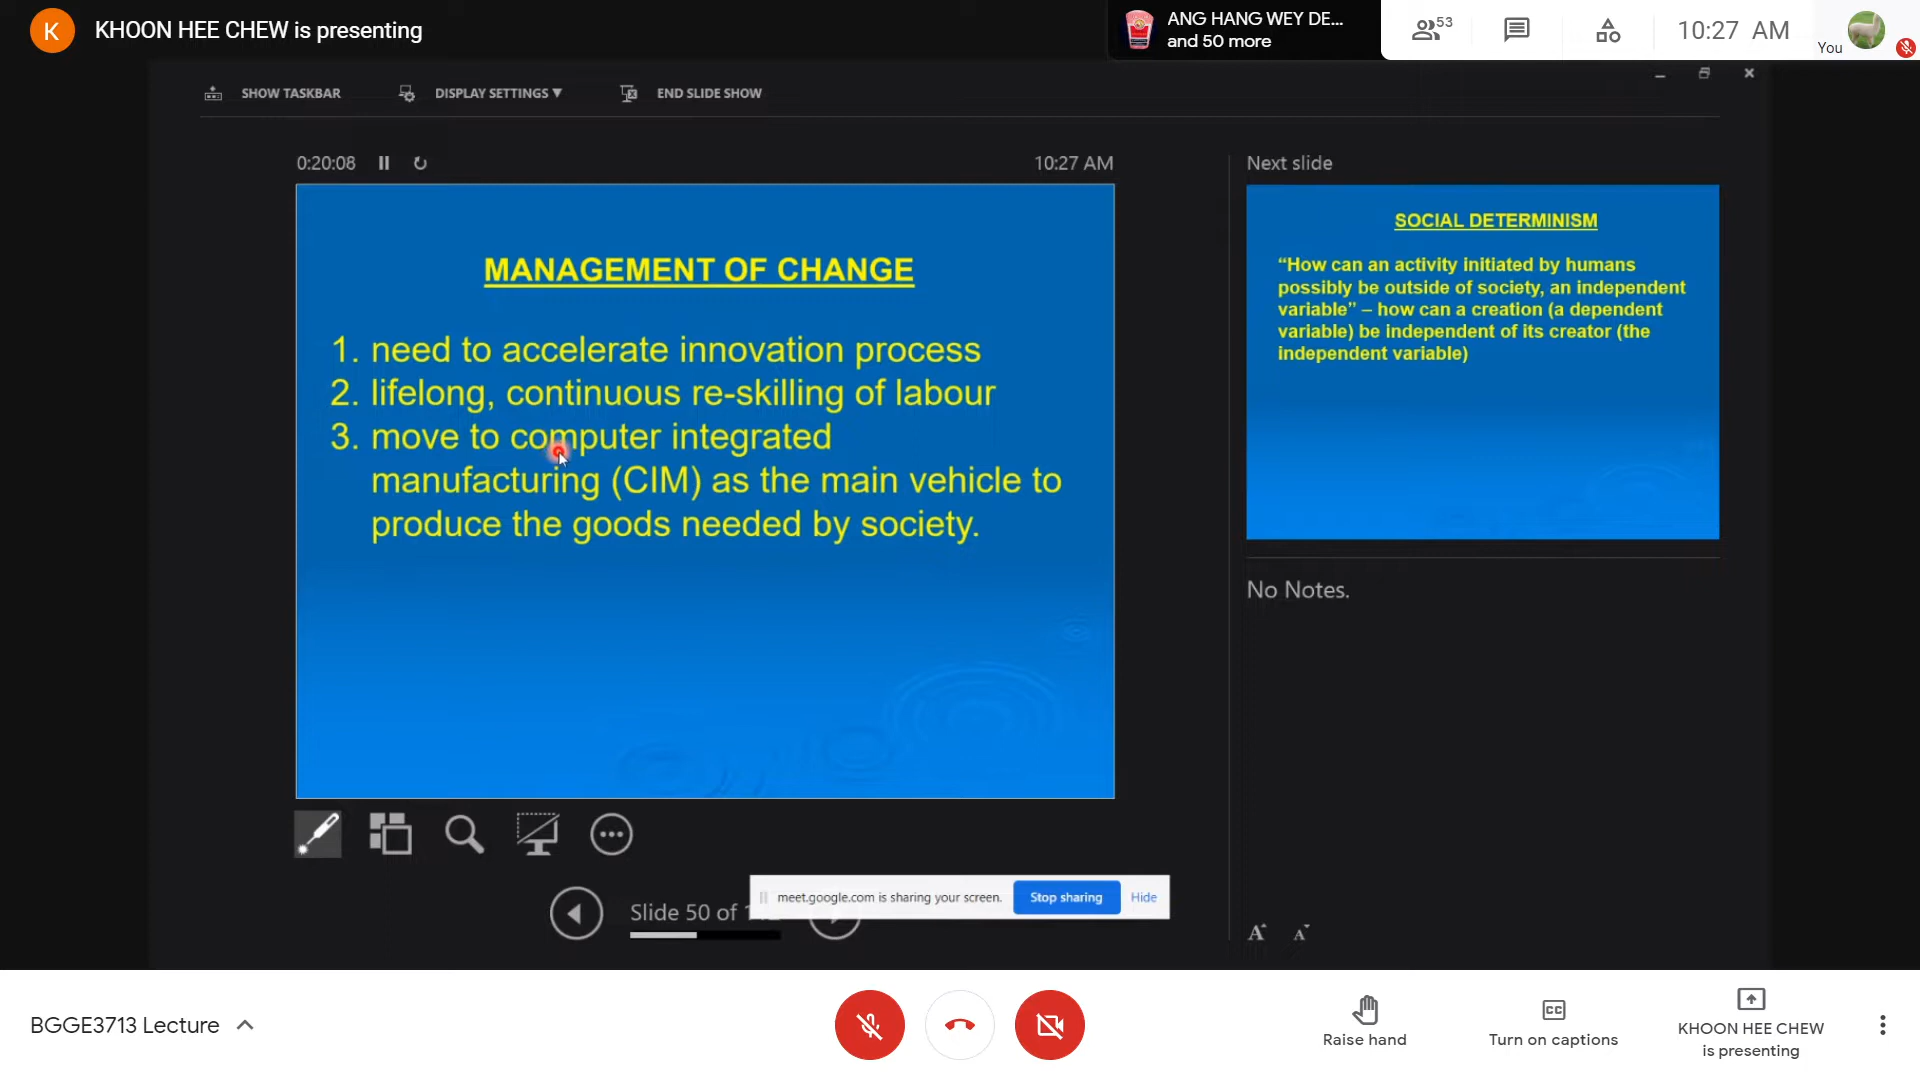 K
KHOON HEE CHEW is presenting
ANG HANG WEY DE...
and 50 more
53
10:27 AM
You
SHOW TASKBAR
DISPLAY SETTINGS
END SLIDE SHOW
0:20:08
10:27 AM
MANAGEMENT OF CHANGE
1. need to accelerate innovation process
2. lifelong, continuous re-skilling of labour
3. move to computer integrated
manufacturing (CIM) as the main vehicle to
produce the goods needed by society.
Next slide
SOCIAL DETERMINISM
“How can an activity initiated by humans
possibly be outside of society, an independent
variable” – how can a creation (a dependent
variable) be independent of its creator (the
independent variable)
No Notes.
Slide 50 of
meet.google.com is sharing your screen.
Stop sharing
Hide
A A
BGGE3713 Lecture
Raise hand
CC
Turn on captions
KHOON HEE CHEW
is presenting